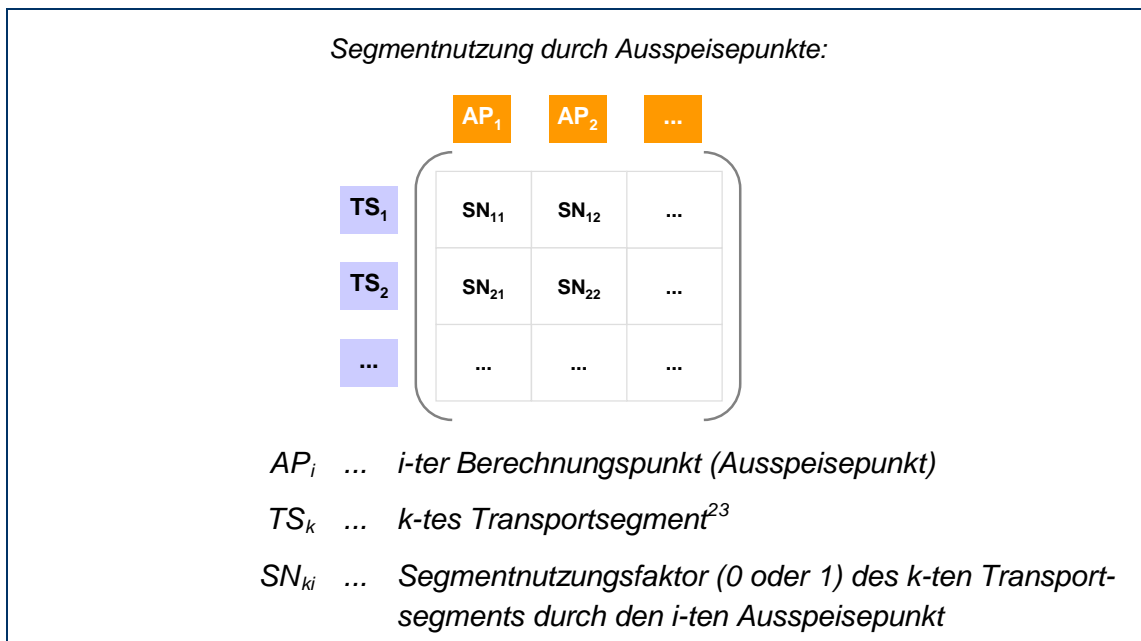 Segmentnutzung durch Ausspeisepunkte:
AP₁ AP₂ ...
TS₁ SN₁₁ SN₁₂ ...
TS₂ SN₂₁ SN₂₂ ...
... ... ... ...
APᵢ ... i-ter Berechnungspunkt (Ausspeisepunkt)
TSₖ ... k-tes Transportsegment²³
SNₖᵢ ... Segmentnutzungsfaktor (0 oder 1) des k-ten Transport-
segments durch den i-ten Ausspeisepunkt